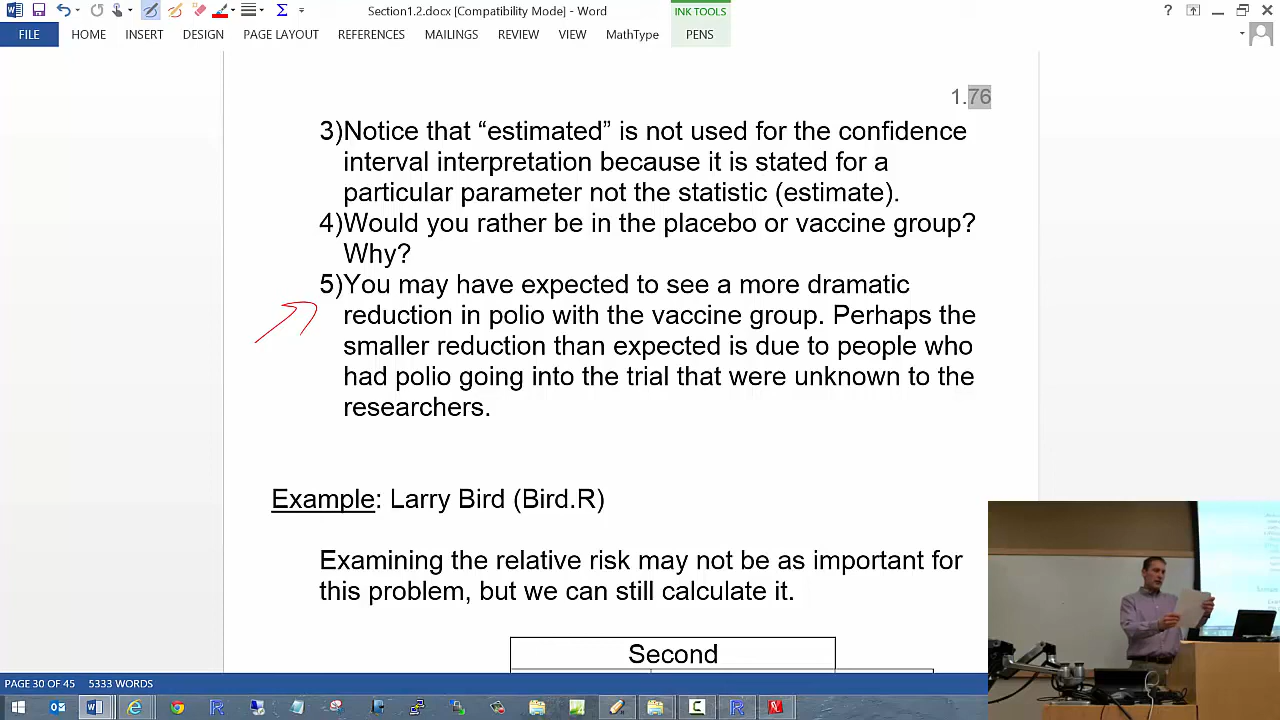 Section1.2.docx [Compatibility Mode] - Word
INK TOOLS
?
FILE
HOME
INSERT
DESIGN
PAGE LAYOUT
REFERENCES
MAILINGS
REVIEW
VIEW
MathType
PENS
1.76
3)Notice that “estimated” is not used for the confidence
interval interpretation because it is stated for a
particular parameter not the statistic (estimate).
4)Would you rather be in the placebo or vaccine group?
Why?
5)You may have expected to see a more dramatic
reduction in polio with the vaccine group. Perhaps the
smaller reduction than expected is due to people who
had polio going into the trial that were unknown to the
researchers.
Example: Larry Bird (Bird.R)
Examining the relative risk may not be as important for
this problem, but we can still calculate it.
Second
PAGE 30 OF 45 5333 WORDS